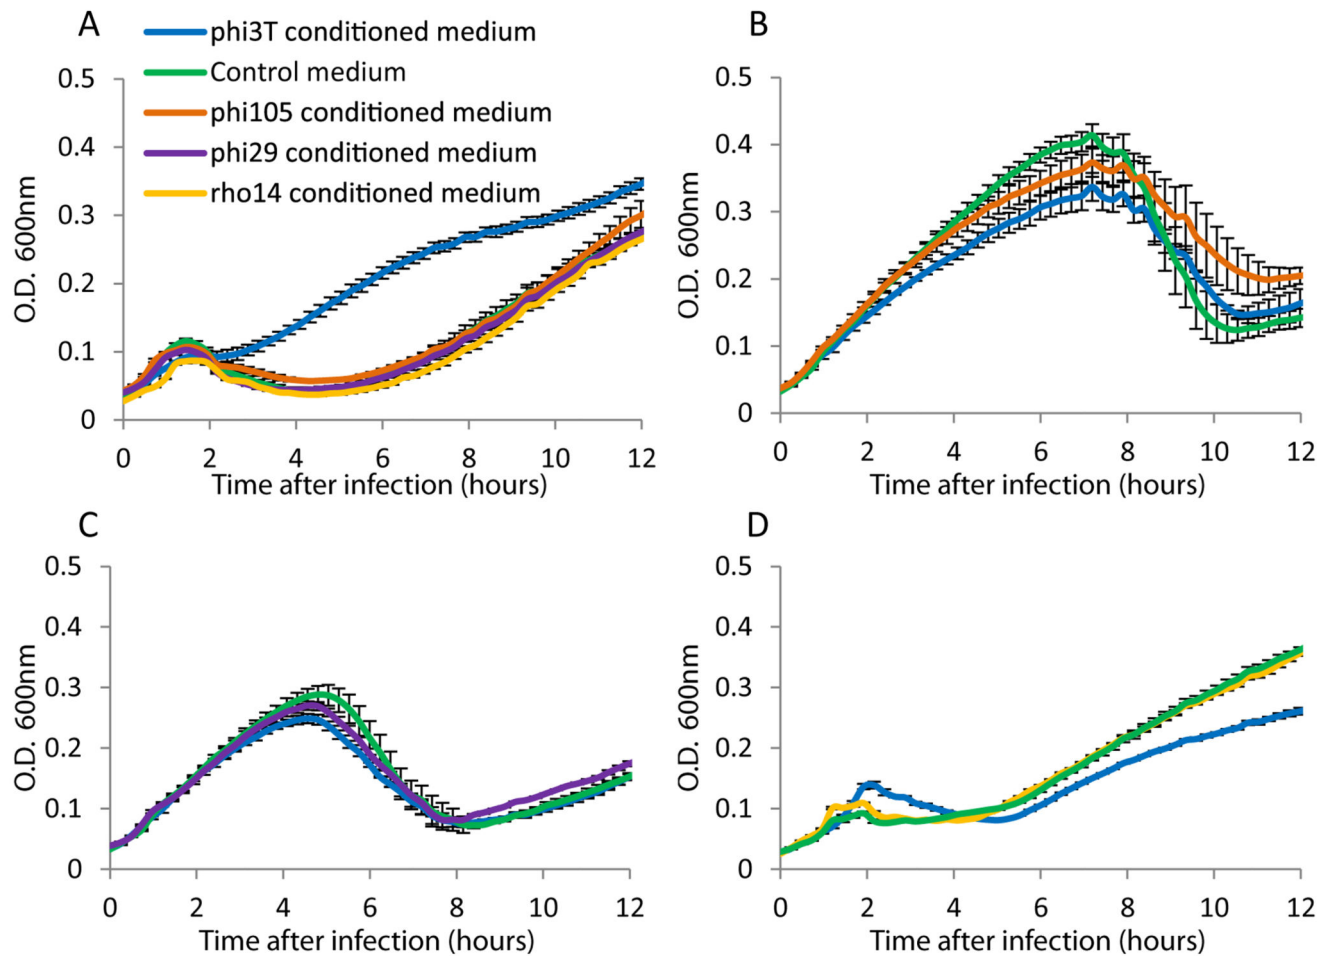 A
phi3T conditioned medium
Control medium
phi105 conditioned medium
phi29 conditioned medium
rho14 conditioned medium
0.5
0.4
0.3
0.2
0.1
0
O.D. 600nm
0 2 4 6 8 10 12
Time after infection (hours)
B
0.5
0.4
0.3
0.2
0.1
0
O.D. 600nm
0 2 4 6 8 10 12
Time after infection (hours)
C
0.5
0.4
0.3
0.2
0.1
0
O.D. 600nm
0 2 4 6 8 10 12
Time after infection (hours)
D
0.5
0.4
0.3
0.2
0.1
0
O.D. 600nm
0 2 4 6 8 10 12
Time after infection (hours)